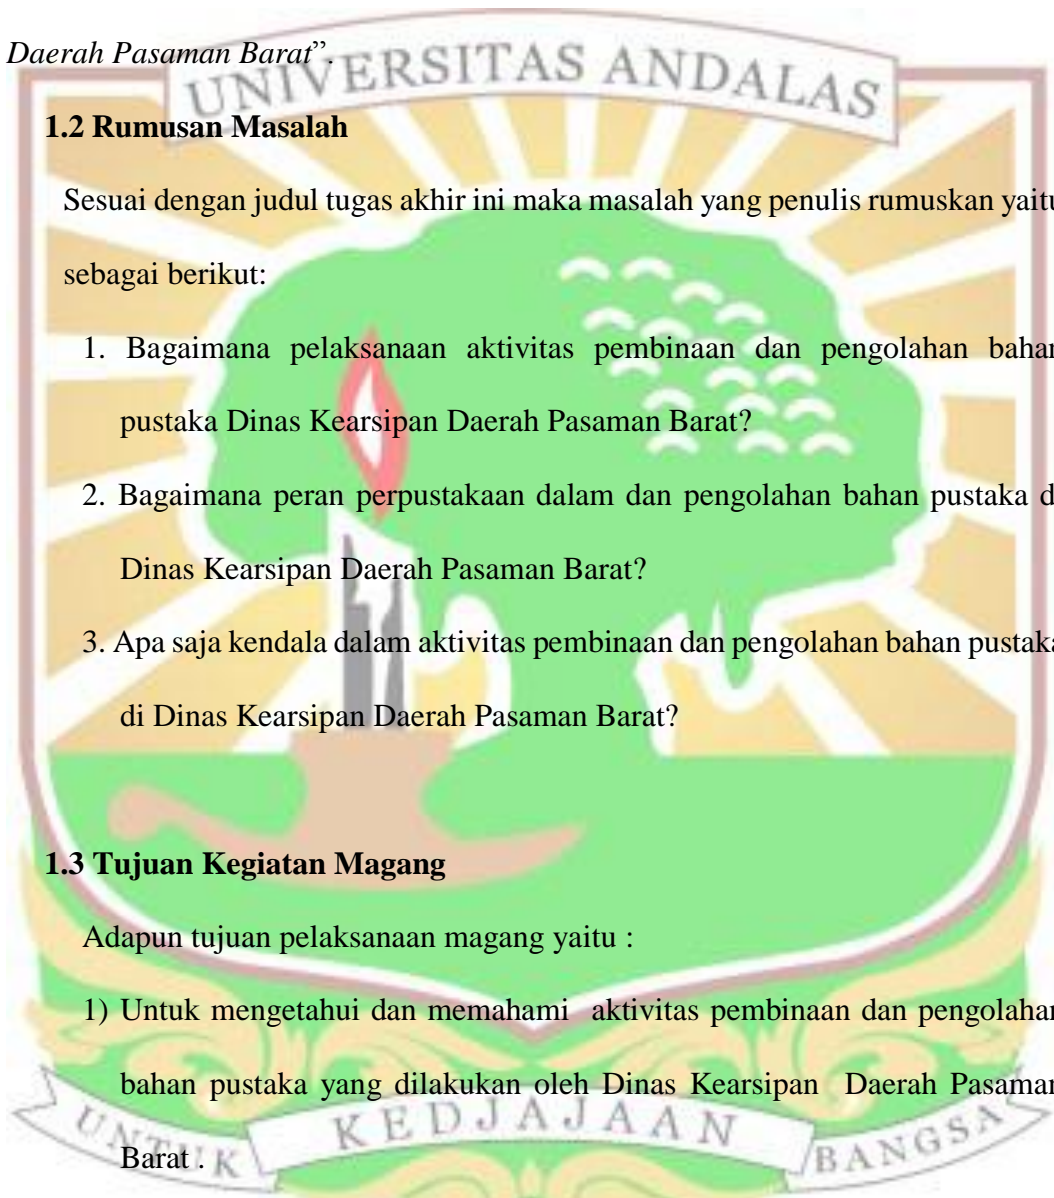 Daerah Pasaman Barat”.
UNIVERSITAS ANDALAS
1.2 Rumusan Masalah
Sesuai dengan judul tugas akhir ini maka masalah yang penulis rumuskan yaitu
sebagai berikut:
1. Bagaimana pelaksanaan aktivitas pembinaan dan pengolahan bahan
pustaka Dinas Kearsipan Daerah Pasaman Barat?
2. Bagaimana peran perpustakaan dalam dan pengolahan bahan pustaka d
Dinas Kearsipan Daerah Pasaman Barat?
3. Apa saja kendala dalam aktivitas pembinaan dan pengolahan bahan pustaka
di Dinas Kearsipan Daerah Pasaman Barat?
1.3 Tujuan Kegiatan Magang
Adapun tujuan pelaksanaan magang yaitu :
1) Untuk mengetahui dan memahami  aktivitas pembinaan dan pengolahan
bahan pustaka yang dilakukan oleh Dinas Kearsipan  Daerah Pasaman
Barat .
UNTUK KEDJAJAAN BANGSA